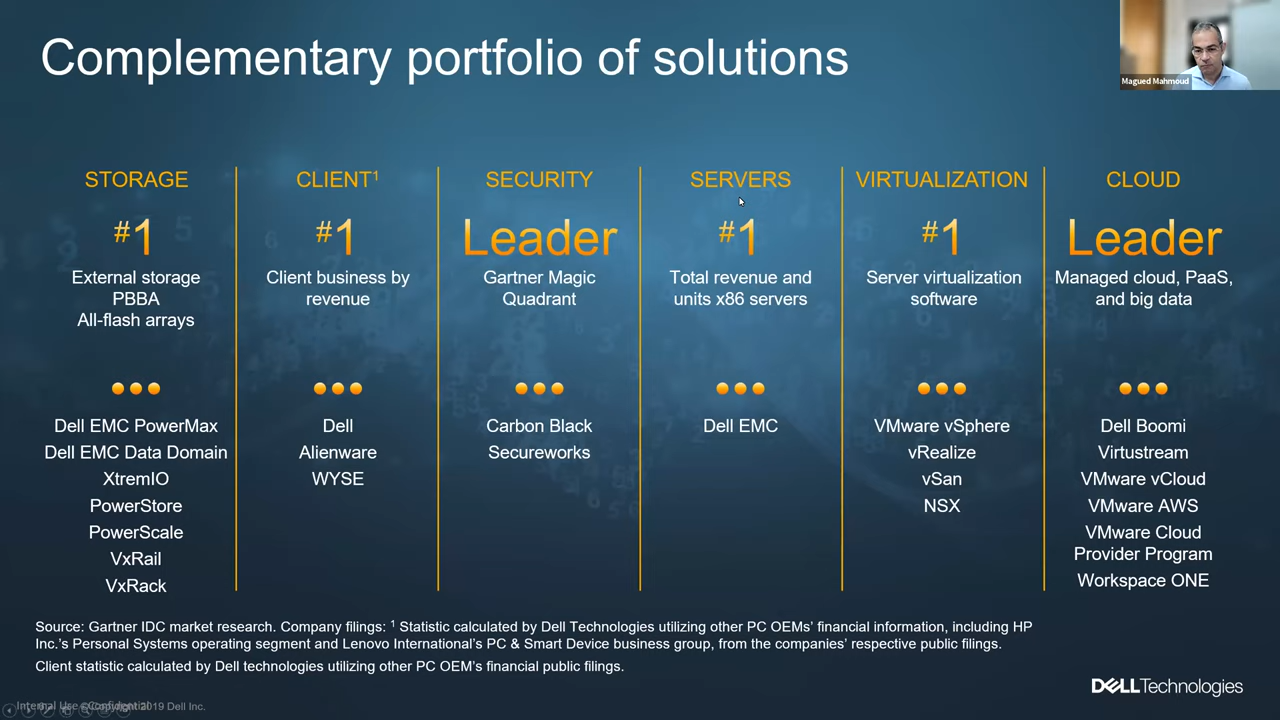 Complementary portfolio of solutions
Magued Mahmoud
STORAGE
#1
External storage
PBBA
All-flash arrays
Dell EMC PowerMax
Dell EMC Data Domain
XtremIO
PowerStore
PowerScale
VxRail
VxRack
CLIENT¹
#1
Client business by
revenue
Dell
Alienware
WYSE
SECURITY
Leader
Gartner Magic
Quadrant
Carbon Black
Secureworks
SERVERS
#1
Total revenue and
units x86 servers
Dell EMC
VIRTUALIZATION
#1
Server virtualization
software
VMware vSphere
vRealize
vSan
NSX
CLOUD
Leader
Managed cloud, PaaS,
and big data
Dell Boomi
Virtustream
VMware vCloud
VMware AWS
VMware Cloud
Provider Program
Workspace ONE
Source: Gartner IDC market research. Company filings: ¹ Statistic calculated by Dell Technologies utilizing other PC OEMs’ financial information, including HP
Inc.’s Personal Systems operating segment and Lenovo International’s PC & Smart Device business group, from the companies’ respective public filings.
Client statistic calculated by Dell technologies utilizing other PC OEM’s financial public filings.
DELLTechnologies
Internal Use Confidential 2019 Dell Inc.